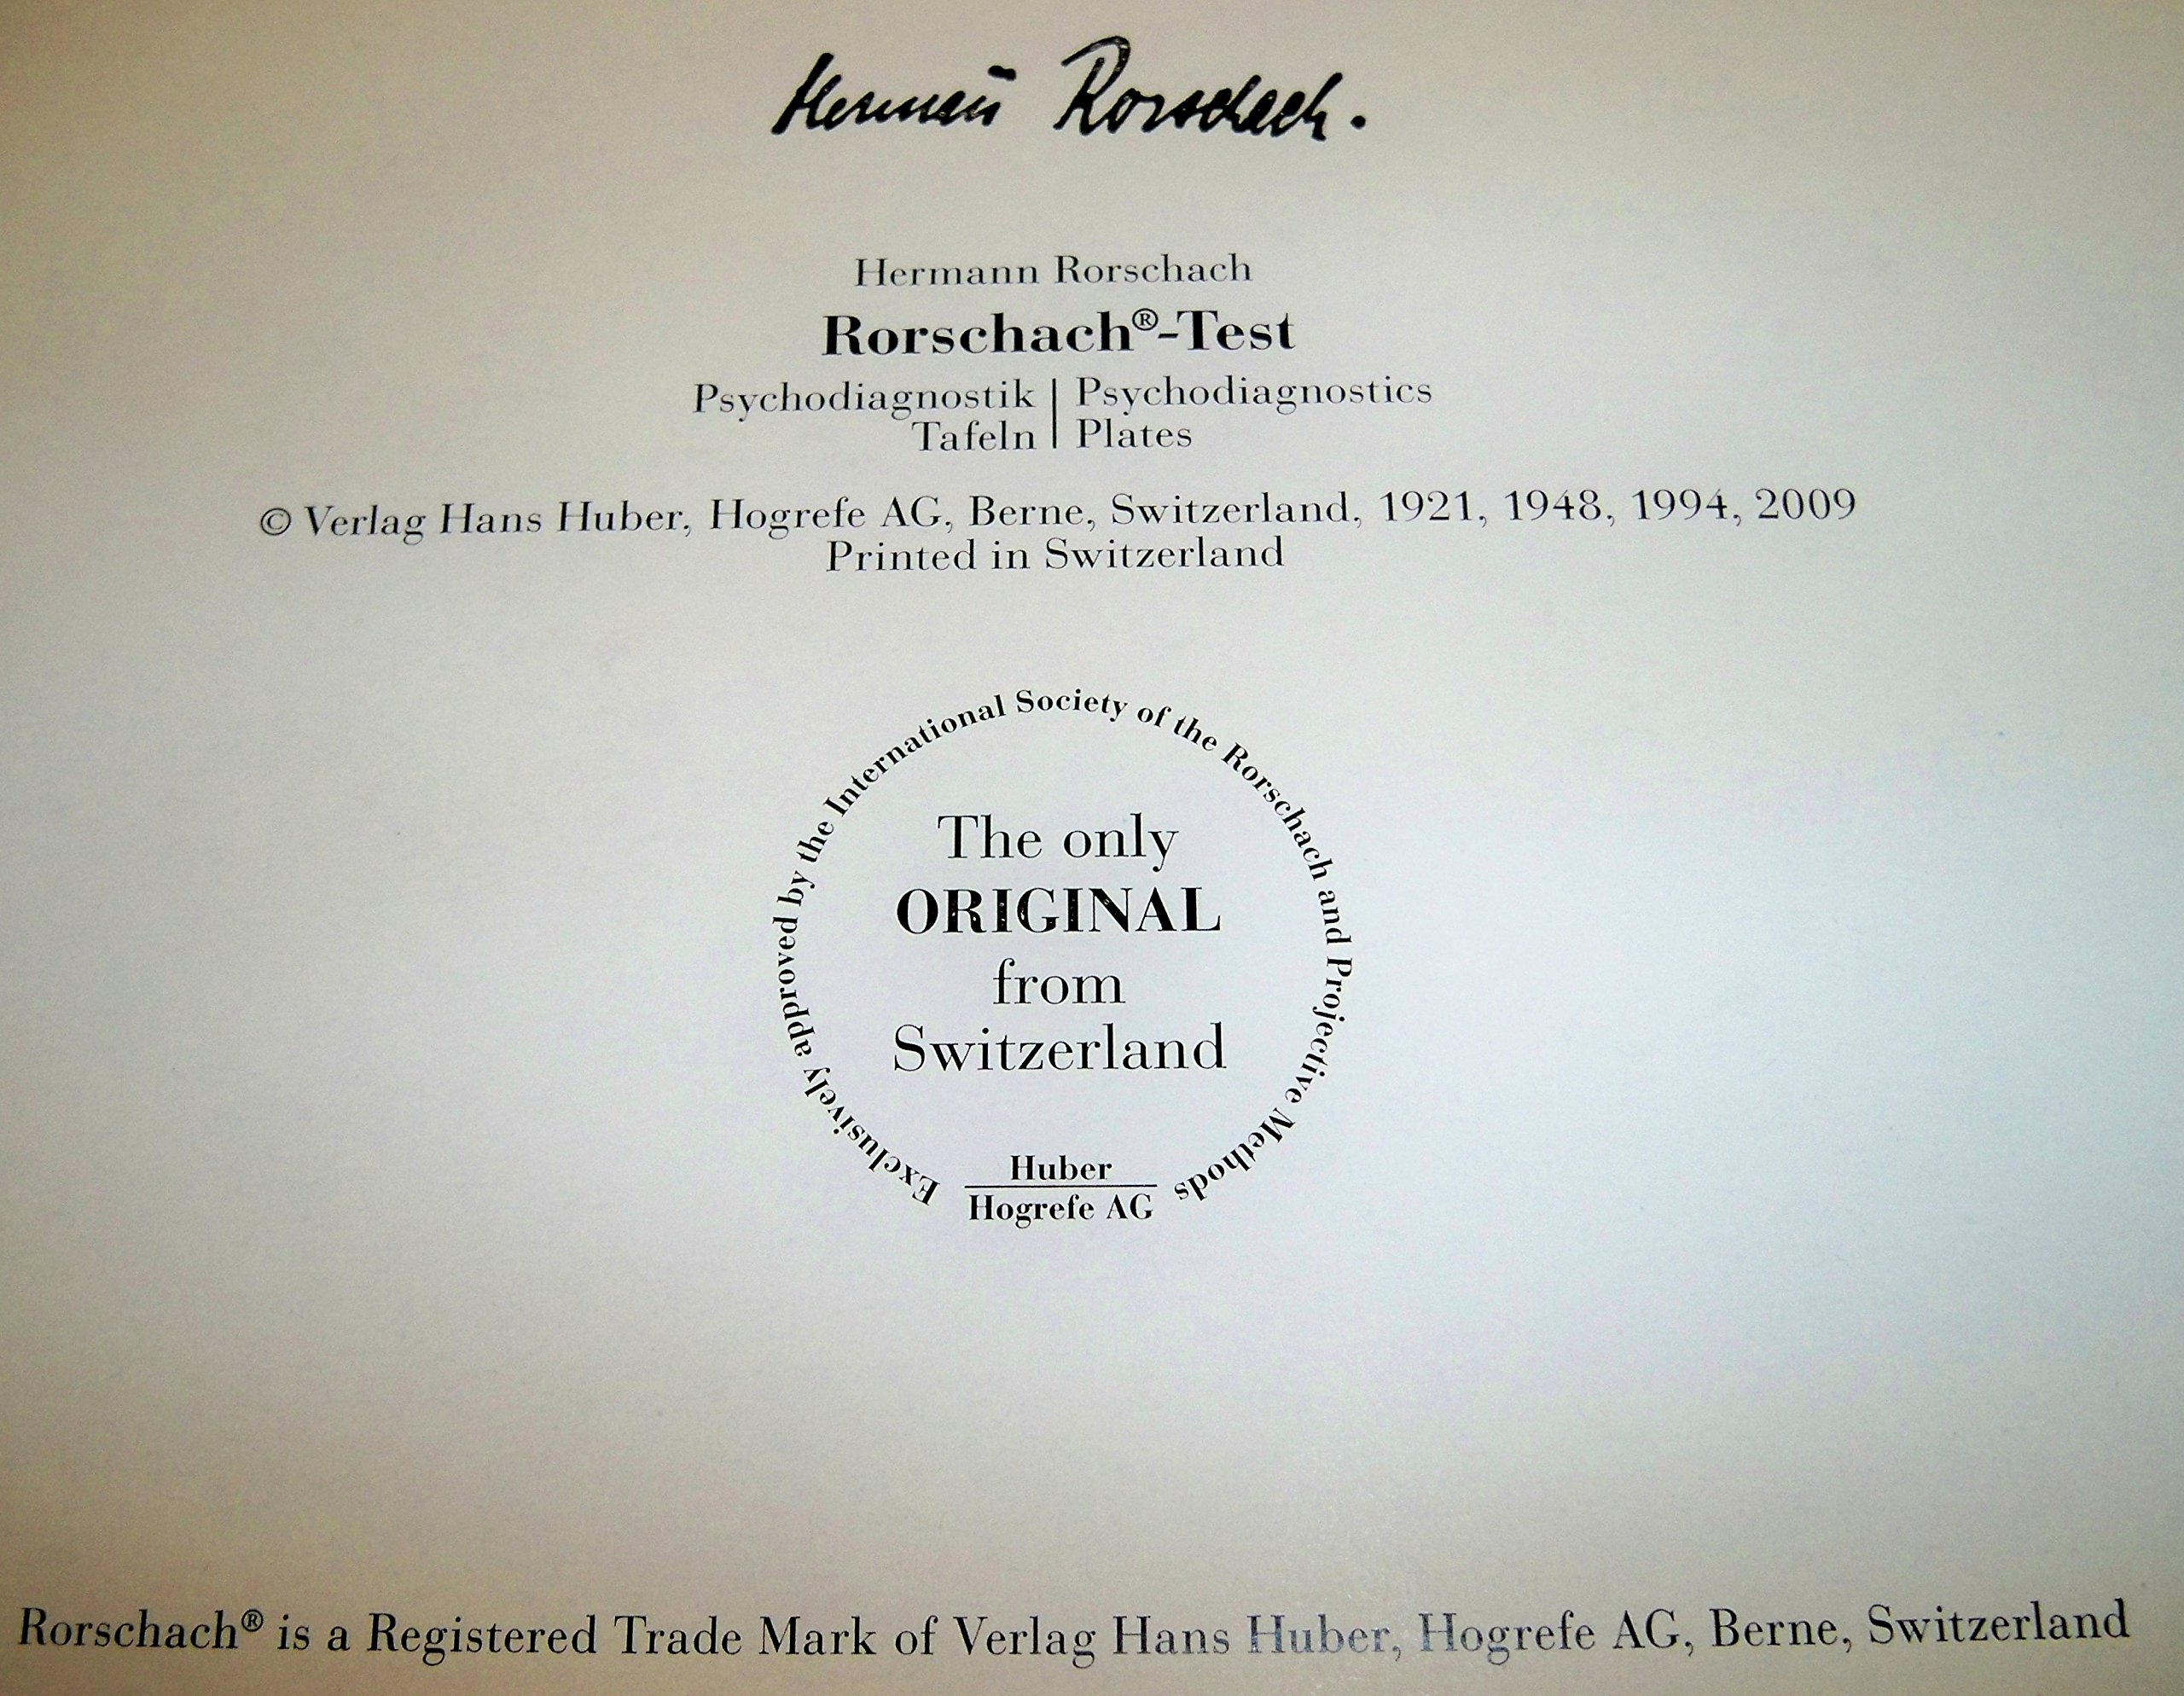 Hermañ Rorschach.
Hermann Rorschach
Rorschach®-Test
Psychodiagnostik | Psychodiagnostics
Tafeln | Plates
© Verlag Hans Huber, Hogrefe AG, Berne, Switzerland, 1921, 1948, 1994, 2009
Printed in Switzerland
Exclusively approved by the International Society of the Rorschach and Projective Methods
The only
ORIGINAL
from
Switzerland
Huber
Hogrefe AG
Rorschach® is a Registered Trade Mark of Verlag Hans Huber, Hogrefe AG, Berne, Switzerland